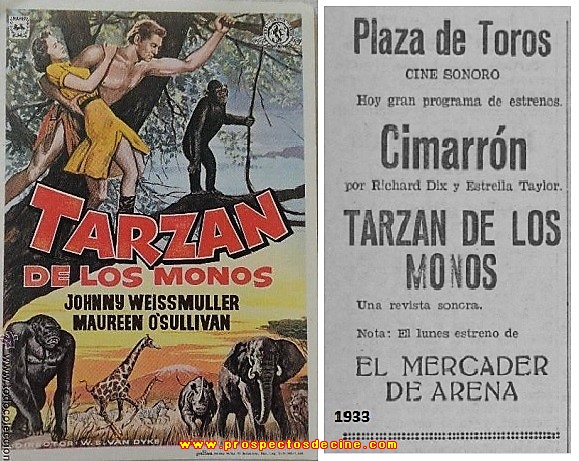 TARZAN
DE LOS MONOS
JOHNNY WEISSMULLER
MAUREEN O'SULLIVAN
DIRECTOR: W. S. VAN DYKE
Plaza de Toros
CINE SONORO
Hoy gran programa de estrenos.
Cimarrón
por Richard Dix y Estrella Taylor.
TARZAN DE LOS
MONOS
Una revista sonora.
Nota: El lunes estreno de
EL MERCADER
DE ARENA
1933
www.prospectosdecine.com